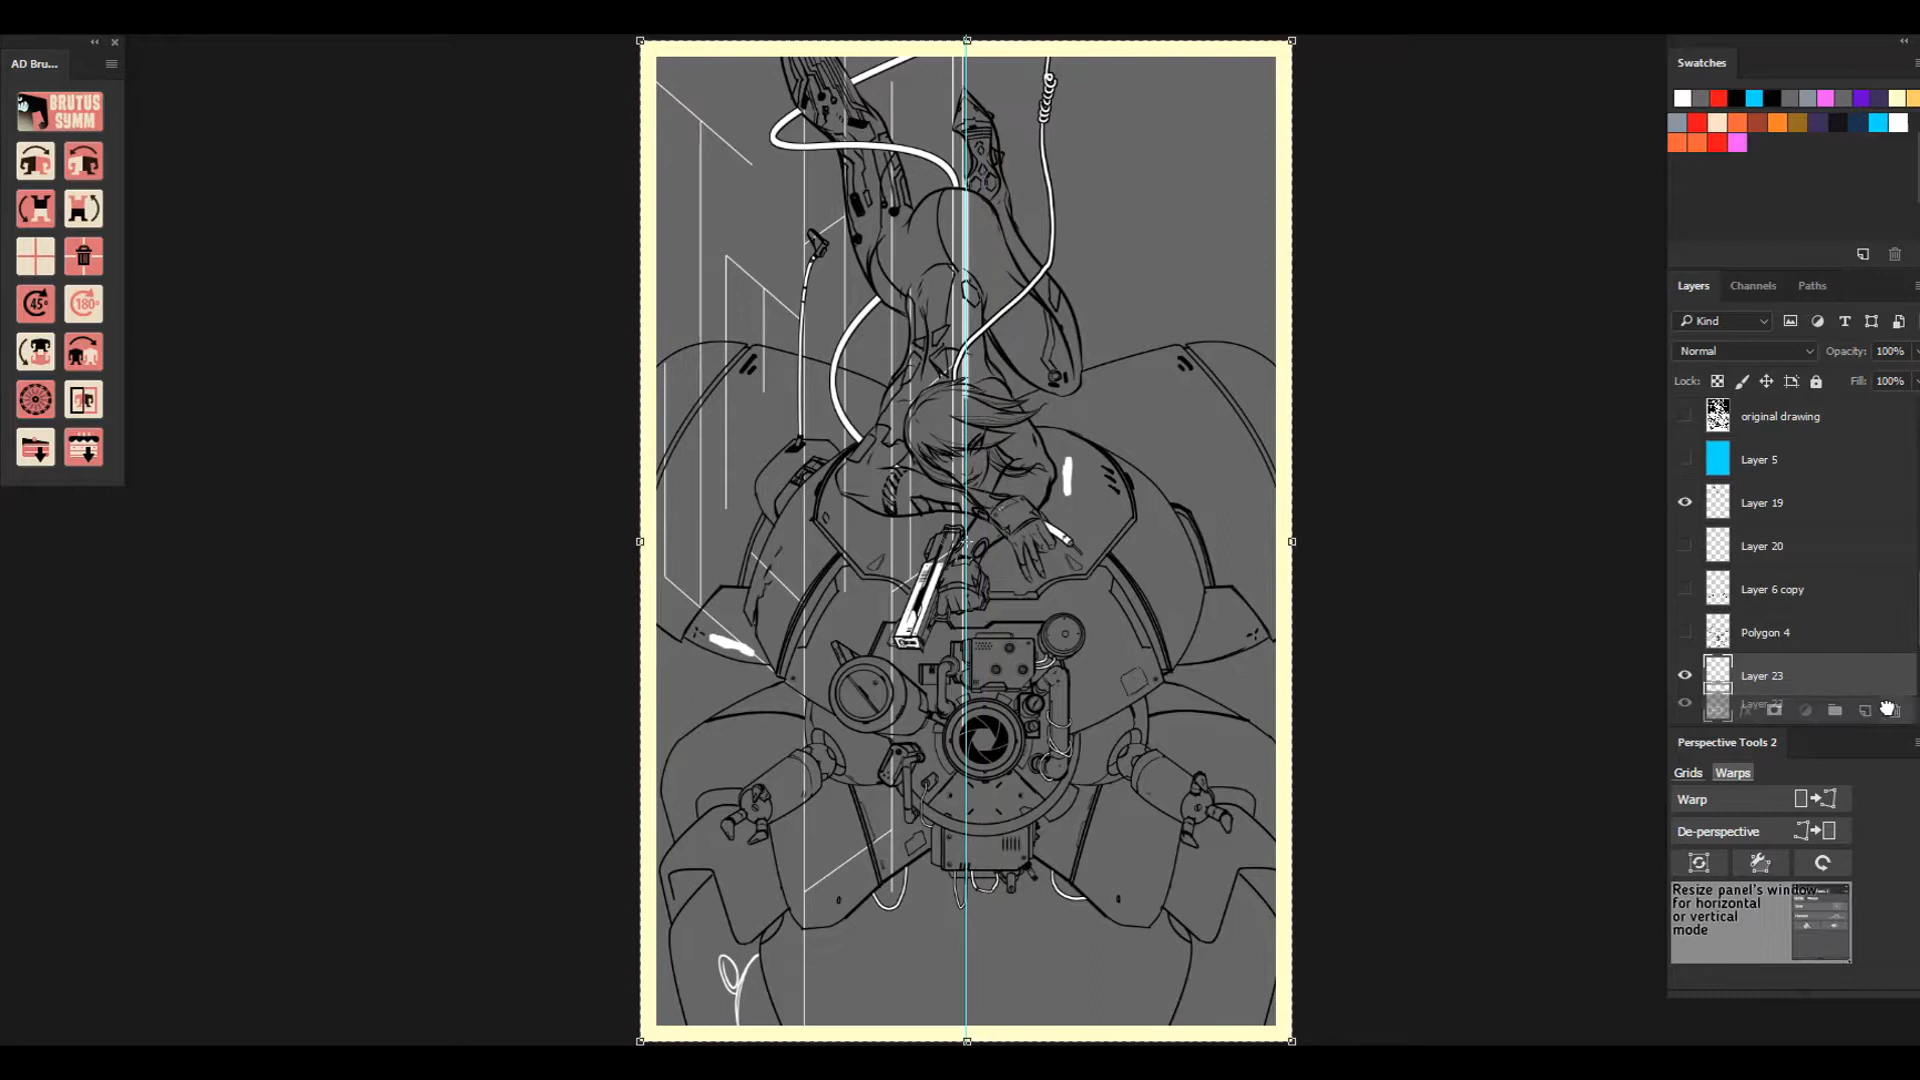 AD Bru...
BRUTUS
SYMM
45°
180°
Swatches
Layers Channels Paths
Kind
Normal Opacity: 100%
Lock: Fill: 100%
original drawing
Layer 5
Layer 19
Layer 20
Layer 6 copy
Polygon 4
Layer 23
Perspective Tools 2
Grids Warps
Warp
De-perspective
Resize panel's window
for horizontal
or vertical
mode